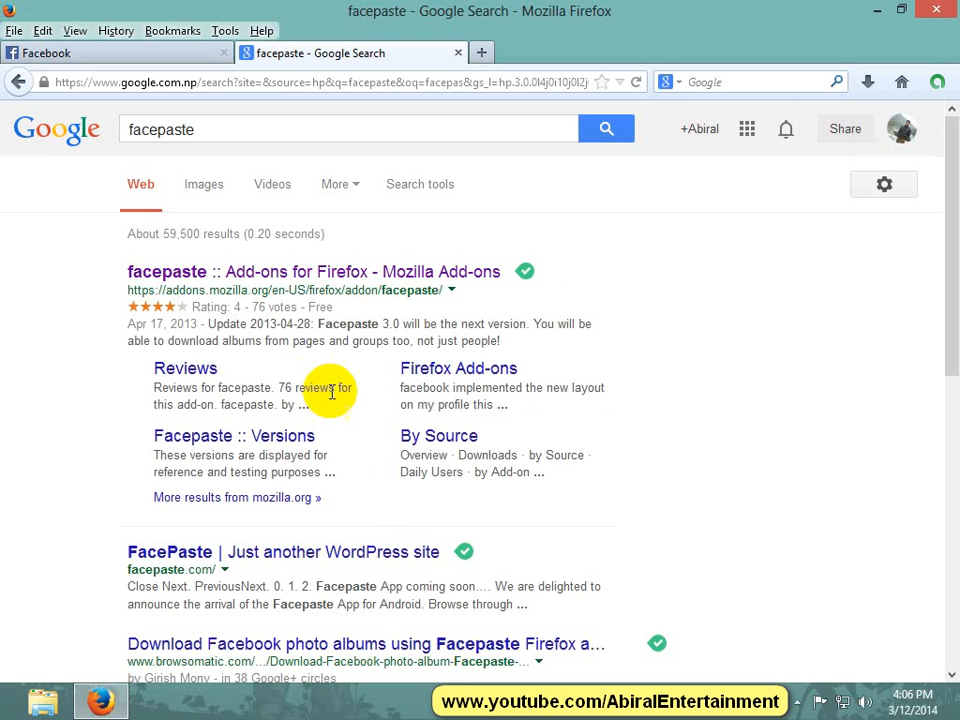 facepaste - Google Search - Mozilla Firefox
File Edit View History Bookmarks Tools Help
Facebook
facepaste - Google Search
https://www.google.com.np/search?site=&source=hp&q=facepaste&oq=facepas&gs_l=hp.3.0.0l4j0i10j0l2j
Google
Google
facepaste
+Abiral
Share
Web Images Videos More Search tools
About 59,500 results (0.20 seconds)
facepaste :: Add-ons for Firefox - Mozilla Add-ons
https://addons.mozilla.org/en-US/firefox/addon/facepaste/
Rating: 4 - 76 votes - Free
Apr 17, 2013 - Update 2013-04-28: Facepaste 3.0 will be the next version. You will
be able to download albums from pages and groups too, not just people!
Reviews
Reviews for facepaste. 76 reviews for
this add-on. facepaste. by ...
Firefox Add-ons
facebook implemented the new layout
on my profile this ...
Facepaste :: Versions
These versions are displayed for
reference and testing purposes ...
By Source
Overview · Downloads · by Source ·
Daily Users · by Add-on ...
More results from mozilla.org »
FacePaste | Just another WordPress site
facepaste.com/
Close Next. PreviousNext. 0. 1. 2. Facepaste App coming soon.... We are delighted to
announce the arrival of the Facepaste App for Android. Browse through ...
Download Facebook photo albums using Facepaste Firefox a...
www.browsomatic.com/.../Download-Facebook-photo-album-Facepaste-...
by Girish Mony - in 38 Google+ circles
www.youtube.com/AbiralEntertainment
4:06 PM
3/12/2014